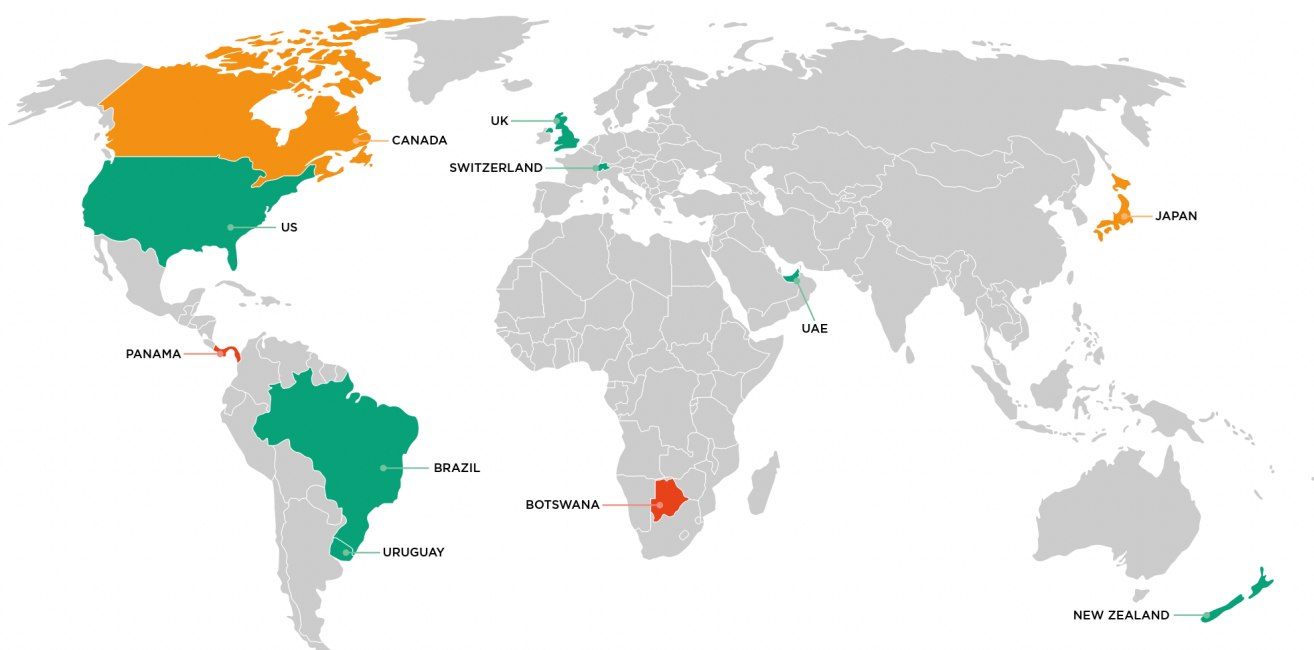 UK
CANADA
SWITZERLAND
JAPAN
US
UAE
PANAMA
BRAZIL
BOTSWANA
URUGUAY
NEW ZEALAND